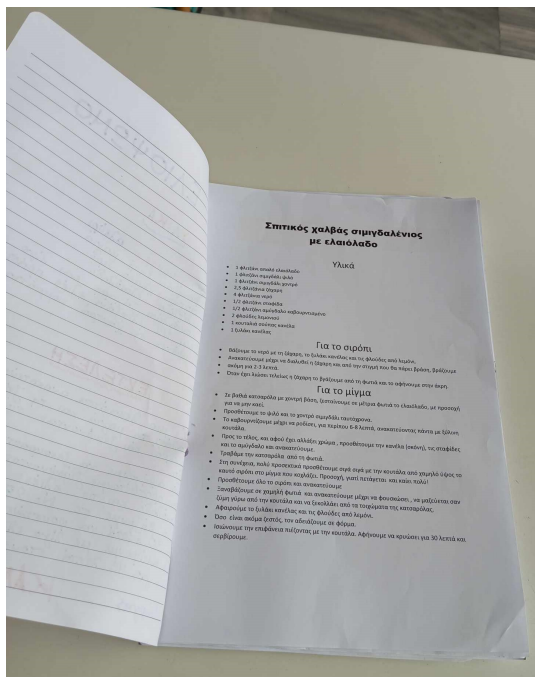 Σπιτικός χαλβάς σιμιγδαλένιος
με ελαιόλαδο
Υλικά
• 1 φλιτζάνι απαλό ελαιόλαδο
• 1 φλιτζάνι σιμιγδάλι ψιλό
• 1 φλιτζάνι σιμιγδάλι χοντρό
• 2,5 φλιτζάνια ζάχαρη
• 4 φλιτζάνια νερό
• 1/2 φλιτζάνι σταφίδα
• 1/2 φλιτζάνι αμύγδαλο καβουρντισμένο
• 2 φλούδες λεμονιού
• 1 κουταλιά σούπας κανέλα
• 1 ξυλάκι κανέλας
Για το σιρόπι
• Βάζουμε το νερό με τη ζάχαρη, το ξυλάκι κανέλας και τις φλούδες από λεμόνι.
• Ανακατεύουμε μέχρι να διαλυθεί η ζάχαρη και από την στιγμή που θα πάρει βράση, βράζουμε
ακόμη για 2-3 λεπτά.
• Όταν έχει λιώσει τελείως η ζάχαρη το βγάζουμε από τη φωτιά και το αφήνουμε στην άκρη.
Για το μίγμα
• Σε βαθιά κατσαρόλα με χοντρή βάση, ζεσταίνουμε σε μέτρια φωτιά το ελαιόλαδο, με προσοχή
για να μην καεί.
• Προσθέτουμε το ψιλό και το χοντρό σιμιγδάλι ταυτόχρονα.
• Το καβουρντίζουμε μέχρι να ροδίσει, για περίπου 6-8 λεπτά, ανακατεύοντας πάντα με ξύλινη
κουτάλα.
• Προς το τέλος, και αφού έχει αλλάξει χρώμα , προσθέτουμε την κανέλα (σκόνη), τις σταφίδες
και το αμύγδαλο και ανακατεύουμε.
• Τραβάμε την κατσαρόλα από τη φωτιά.
• Στη συνέχεια, πολύ προσεκτικά προσθέτουμε σιγά σιγά με την κουτάλα από χαμηλό ύψος το
καυτό σιρόπι στο μίγμα που κοχλάζει. Προσοχή, γιατί πετάγεται και καίει πολύ!
• Προσθέτουμε όλο το σιρόπι και ανακατεύουμε
• Ξαναβάζουμε σε χαμηλή φωτιά και ανακατεύουμε μέχρι να φουσκώσει , να μαζεύεται σαν
ζύμη γύρω από την κουτάλα και να ξεκολλάει από τα τοιχώματα της κατσαρόλας.
• Αφαιρούμε το ξυλάκι κανέλας και τις φλούδες από λεμόνι.
• Όσο είναι ακόμα ζεστός, τον αδειάζουμε σε φόρμα.
• Ισιώνουμε την επιφάνεια πιέζοντας με την κουτάλα. Αφήνουμε να κρυώσει για 30 λεπτά και
σερβίρουμε.